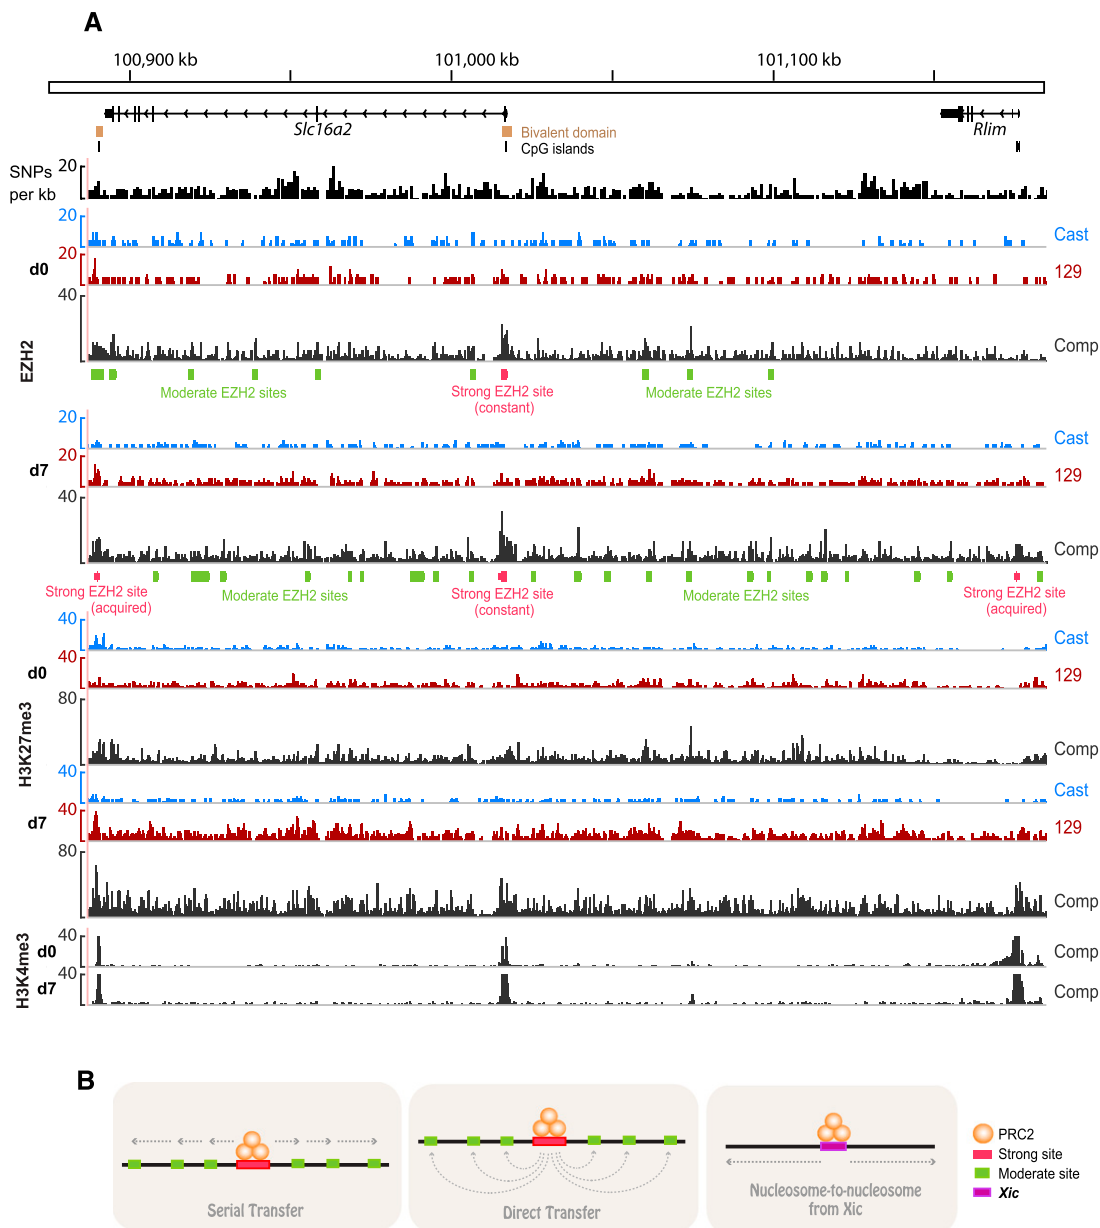 A
100,900 kb 101,000 kb 101,100 kb
Slc16a2 Rlim
Bivalent domain
CpG islands
SNPs per kb 20
20 Cast
d0 20 129
40 Comp
EZH2
Moderate EZH2 sites Strong EZH2 site (constant) Moderate EZH2 sites
20 Cast
d7 20 129
40 Comp
Strong EZH2 site (acquired) Moderate EZH2 sites Strong EZH2 site (constant) Moderate EZH2 sites Strong EZH2 site (acquired)
40 Cast
d0 40 129
80 Comp
H3K27me3
40 Cast
d7 40 129
80 Comp
H3K4me3
d0 40 Comp
d7 40 Comp
B
Serial Transfer
Direct Transfer
Nucleosome-to-nucleosome
from Xic
PRC2
Strong site
Moderate site
Xic